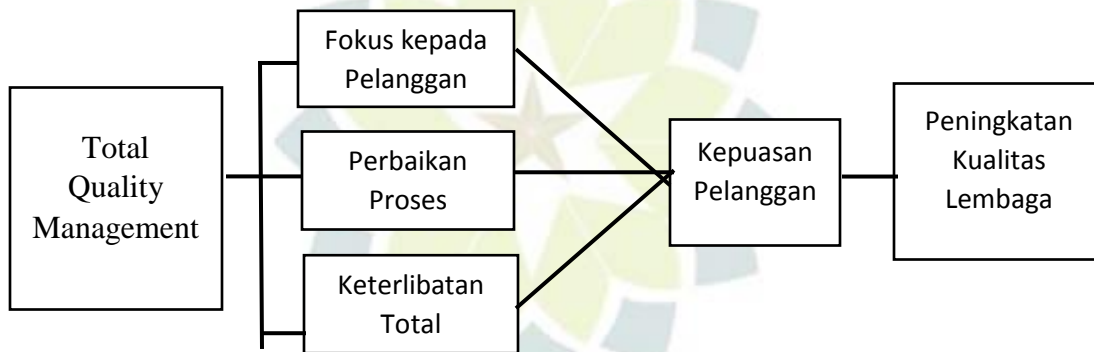 Total
Quality
Management
Fokus kepada
Pelanggan
Perbaikan
Proses
Keterlibatan
Total
Kepuasan
Pelanggan
Peningkatan
Kualitas
Lembaga